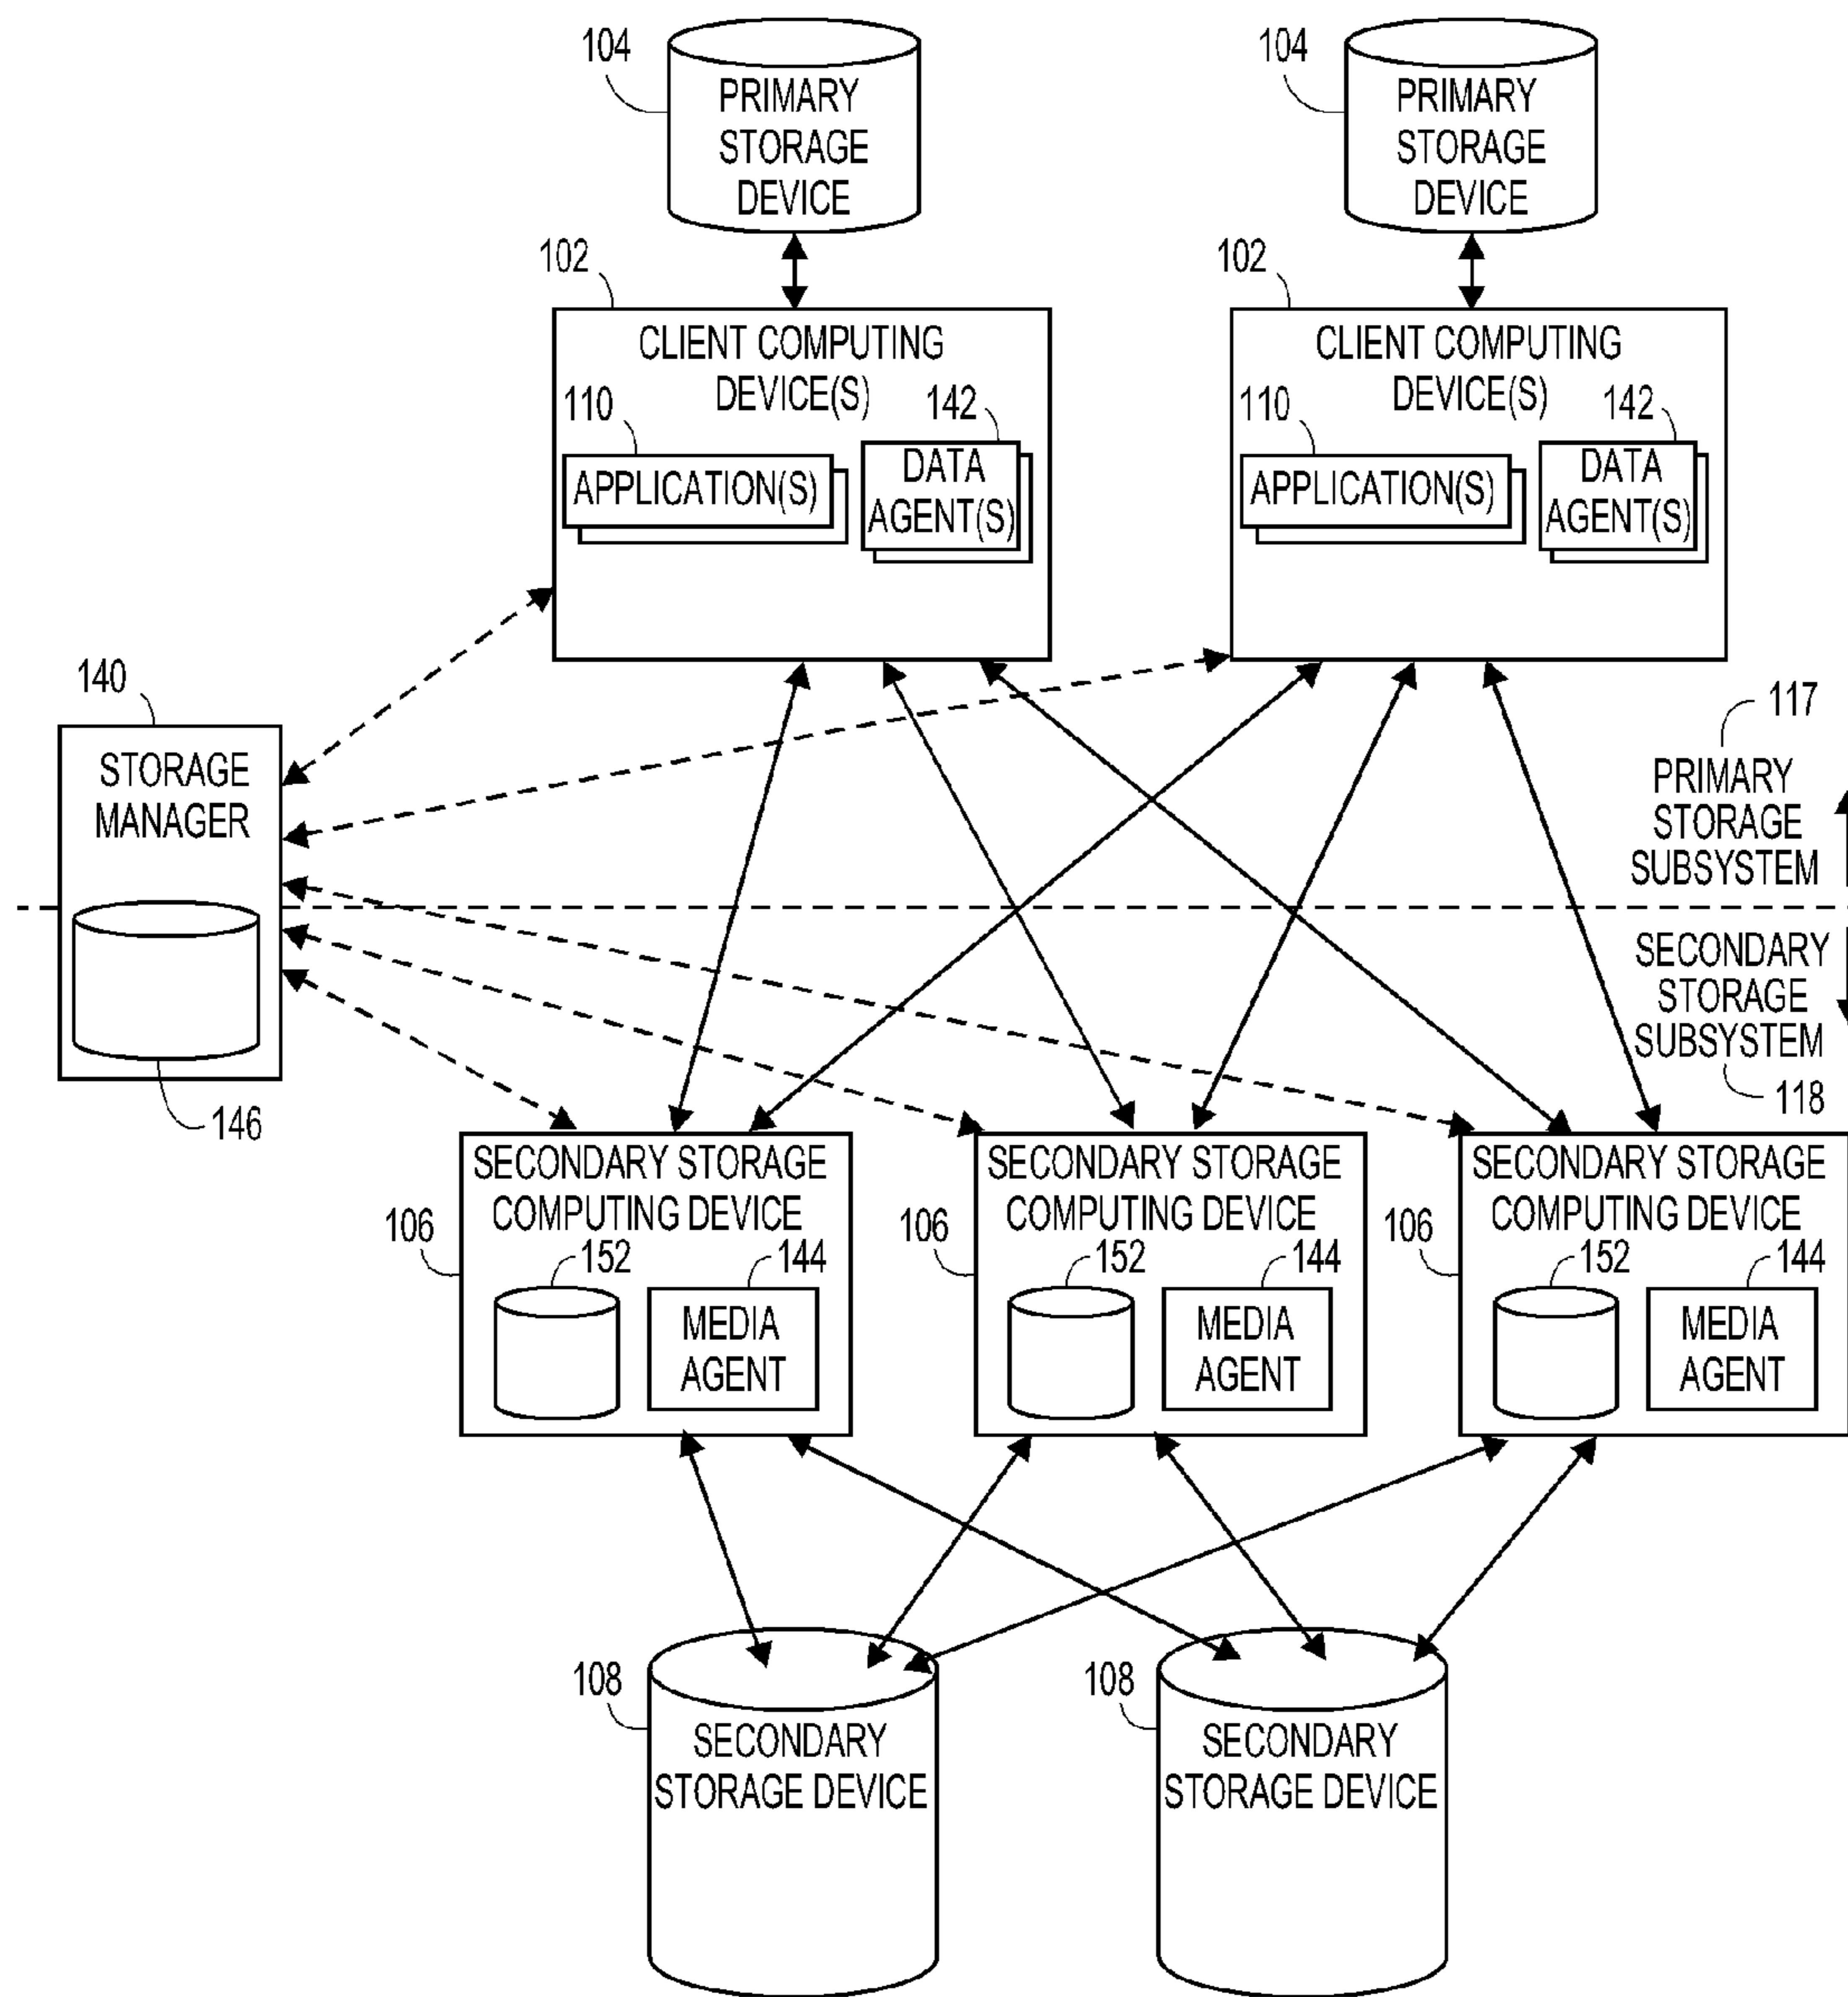 104
PRIMARY
STORAGE
DEVICE
104
PRIMARY
STORAGE
DEVICE
102
CLIENT COMPUTING
DEVICE(S)
110
APPLICATION(S)
142
DATA
AGENT(S)
102
CLIENT COMPUTING
DEVICE(S)
110
APPLICATION(S)
142
DATA
AGENT(S)
140
STORAGE
MANAGER
146
117
PRIMARY
STORAGE
SUBSYSTEM
SECONDARY
STORAGE
SUBSYSTEM
118
SECONDARY STORAGE
COMPUTING DEVICE
106
152
144
MEDIA
AGENT
SECONDARY STORAGE
COMPUTING DEVICE
106
152
144
MEDIA
AGENT
SECONDARY STORAGE
COMPUTING DEVICE
106
152
144
MEDIA
AGENT
108
SECONDARY
STORAGE DEVICE
108
SECONDARY
STORAGE DEVICE